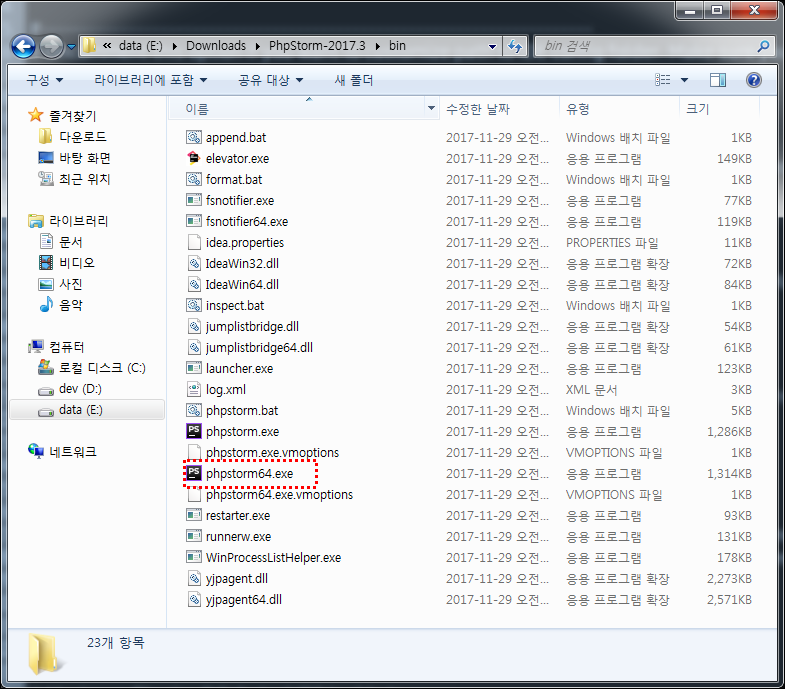 « data (E:) ▸ Downloads ▸ PhpStorm-2017.3 ▸ bin
bin 검색
구성 라이브러리에 포함 공유 대상 새 폴더
즐겨찾기
다운로드
바탕 화면
최근 위치
라이브러리
문서
비디오
사진
음악
컴퓨터
로컬 디스크 (C:)
dev (D:)
data (E:)
네트워크
이름 수정한 날짜 유형 크기
append.bat 2017-11-29 오전... Windows 배치 파일 1KB
elevator.exe 2017-11-29 오전... 응용 프로그램 149KB
format.bat 2017-11-29 오전... Windows 배치 파일 1KB
fsnotifier.exe 2017-11-29 오전... 응용 프로그램 77KB
fsnotifier64.exe 2017-11-29 오전... 응용 프로그램 119KB
idea.properties 2017-11-29 오전... PROPERTIES 파일 11KB
IdeaWin32.dll 2017-11-29 오전... 응용 프로그램 확장 72KB
IdeaWin64.dll 2017-11-29 오전... 응용 프로그램 확장 84KB
inspect.bat 2017-11-29 오전... Windows 배치 파일 1KB
jumplistbridge.dll 2017-11-29 오전... 응용 프로그램 확장 54KB
jumplistbridge64.dll 2017-11-29 오전... 응용 프로그램 확장 61KB
launcher.exe 2017-11-29 오전... 응용 프로그램 123KB
log.xml 2017-11-29 오전... XML 문서 3KB
phpstorm.bat 2017-11-29 오전... Windows 배치 파일 5KB
PS phpstorm.exe 2017-11-29 오전... 응용 프로그램 1,286KB
phpstorm.exe.vmoptions 2017-11-29 오전... VMOPTIONS 파일 1KB
PS phpstorm64.exe 2017-11-29 오전... 응용 프로그램 1,314KB
phpstorm64.exe.vmoptions 2017-11-29 오전... VMOPTIONS 파일 1KB
restarter.exe 2017-11-29 오전... 응용 프로그램 93KB
runnerw.exe 2017-11-29 오전... 응용 프로그램 131KB
WinProcessListHelper.exe 2017-11-29 오전... 응용 프로그램 178KB
yjpagent.dll 2017-11-29 오전... 응용 프로그램 확장 2,273KB
yjpagent64.dll 2017-11-29 오전... 응용 프로그램 확장 2,571KB
23개 항목